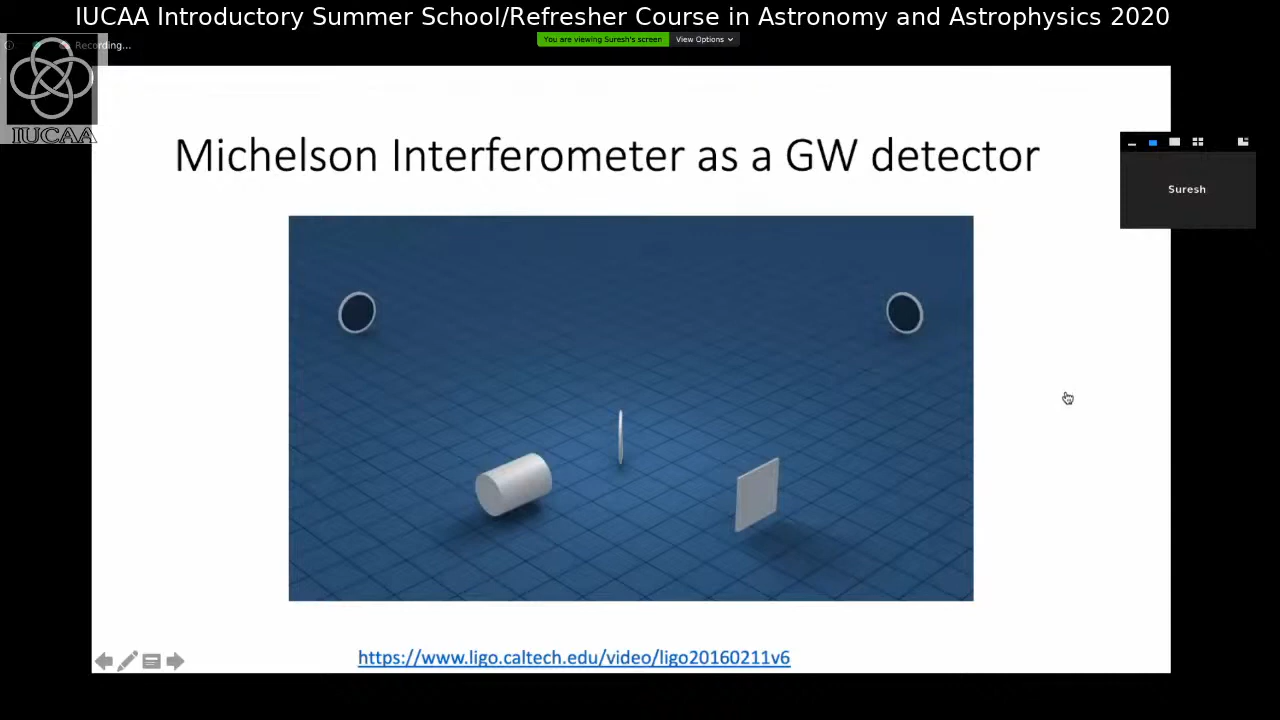 IUCAA Introductory Summer School/Refresher Course in Astronomy and Astrophysics 2020
You are viewing Suresh's screen View Options
Recording...
IUCAA
Michelson Interferometer as a GW detector
Suresh
https://www.ligo.caltech.edu/video/ligo20160211v6